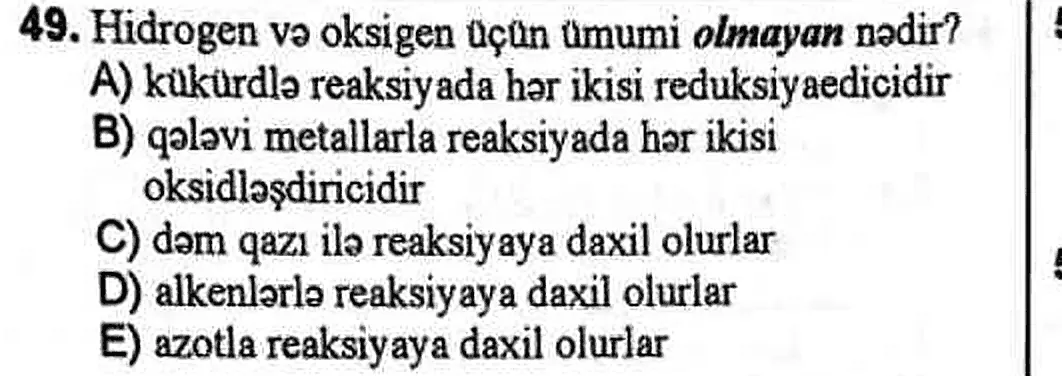 49. Hidrogen və oksigen üçün ümumi olmayan nədir?
A) kükürdlə reaksiyada hər ikisi reduksiyaedicidir
B) qələvi metallarla reaksiyada hər ikisi
oksidləşdiricidir
C) dəm qazı ilə reaksiyaya daxil olurlar
D) alkenlərlə reaksiyaya daxil olurlar
E) azotla reaksiyaya daxil olurlar